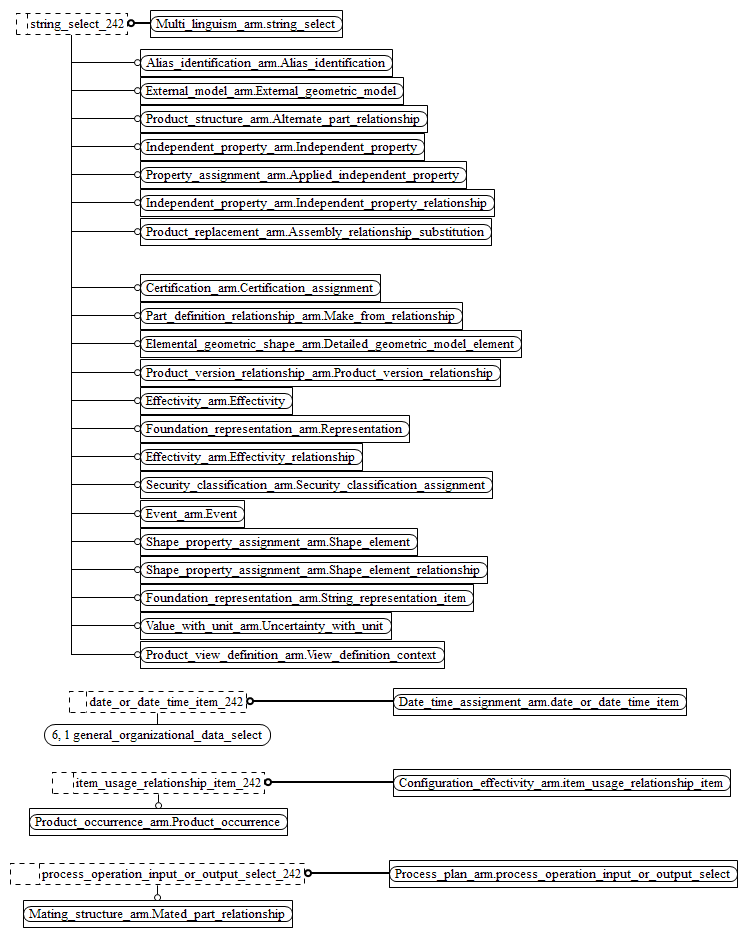 string_select_242
Multi_linguism_arm.string_select
Alias_identification_arm.Alias_identification
External_model_arm.External_geometric_model
Product_structure_arm.Alternate_part_relationship
Independent_property_arm.Independent_property
Property_assignment_arm.Applied_independent_property
Independent_property_arm.Independent_property_relationship
Product_replacement_arm.Assembly_relationship_substitution
Certification_arm.Certification_assignment
Part_definition_relationship_arm.Make_from_relationship
Elemental_geometric_shape_arm.Detailed_geometric_model_element
Product_version_relationship_arm.Product_version_relationship
Effectivity_arm.Effectivity
Foundation_representation_arm.Representation
Effectivity_arm.Effectivity_relationship
Security_classification_arm.Security_classification_assignment
Event_arm.Event
Shape_property_assignment_arm.Shape_element
Shape_property_assignment_arm.Shape_element_relationship
Foundation_representation_arm.String_representation_item
Value_with_unit_arm.Uncertainty_with_unit
Product_view_definition_arm.View_definition_context
date_or_date_time_item_242
Date_time_assignment_arm.date_or_date_time_item
6, 1 general_organizational_data_select
item_usage_relationship_item_242
Configuration_effectivity_arm.item_usage_relationship_item
Product_occurrence_arm.Product_occurrence
process_operation_input_or_output_select_242
Process_plan_arm.process_operation_input_or_output_select
Mating_structure_arm.Mated_part_relationship